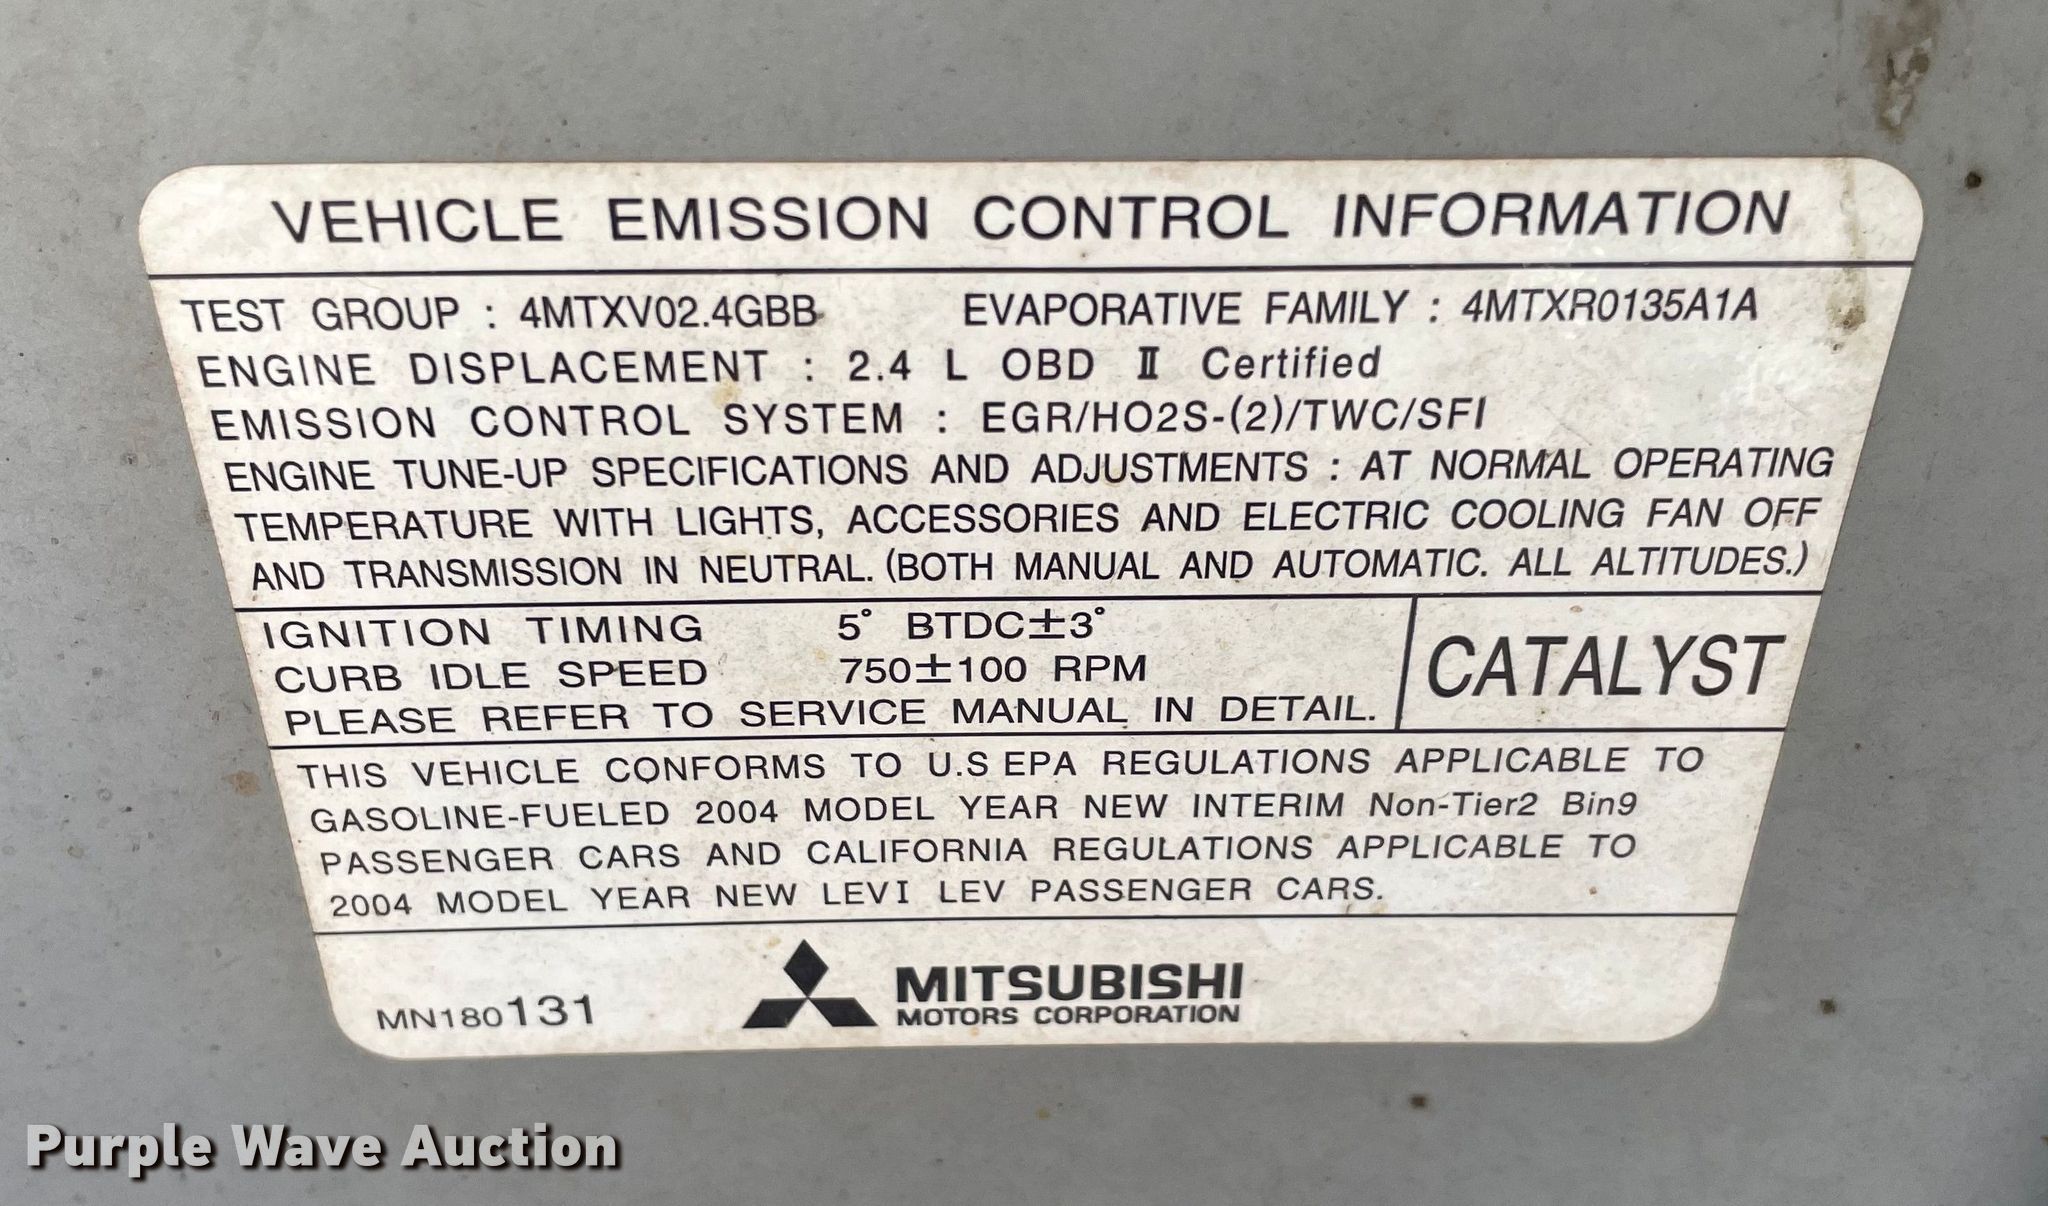 VEHICLE EMISSION CONTROL INFORMATION
TEST GROUP : 4MTXV02.4GBB EVAPORATIVE FAMILY : 4MTXR0135A1A
ENGINE DISPLACEMENT : 2.4 L OBD Ⅱ Certified
EMISSION CONTROL SYSTEM : EGR/HO2S-(2)/TWC/SFI
ENGINE TUNE-UP SPECIFICATIONS AND ADJUSTMENTS : AT NORMAL OPERATING
TEMPERATURE WITH LIGHTS, ACCESSORIES AND ELECTRIC COOLING FAN OFF
AND TRANSMISSION IN NEUTRAL. (BOTH MANUAL AND AUTOMATIC. ALL ALTITUDES.)
IGNITION TIMING 5° BTDC±3°
CURB IDLE SPEED 750±100 RPM
PLEASE REFER TO SERVICE MANUAL IN DETAIL.
CATALYST
THIS VEHICLE CONFORMS TO U.S EPA REGULATIONS APPLICABLE TO
GASOLINE-FUELED 2004 MODEL YEAR NEW INTERIM Non-Tier2 Bin9
PASSENGER CARS AND CALIFORNIA REGULATIONS APPLICABLE TO
2004 MODEL YEAR NEW LEVⅠ LEV PASSENGER CARS.
MN180131
MITSUBISHI
MOTORS CORPORATION
Purple Wave Auction